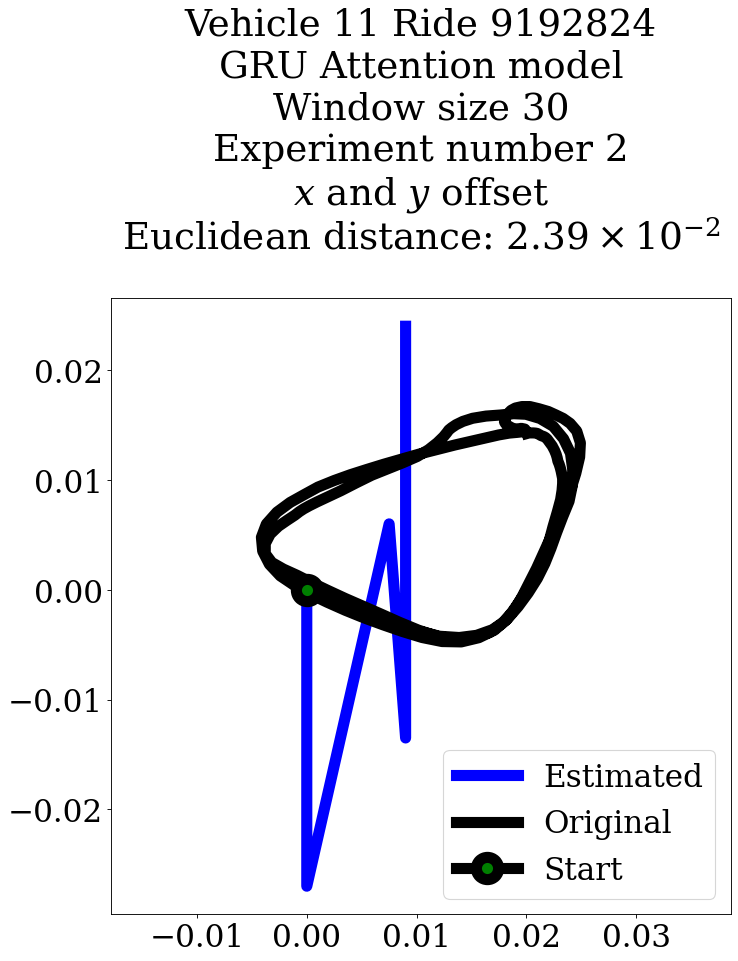 Vehicle 11 Ride 9192824
GRU Attention model
Window size 30
Experiment number 2
x and y offset
Euclidean distance: 2.39 × 10⁻²
0.02
0.01
0.00
−0.01
−0.02
Estimated
Original
Start
−0.01 0.00 0.01 0.02 0.03